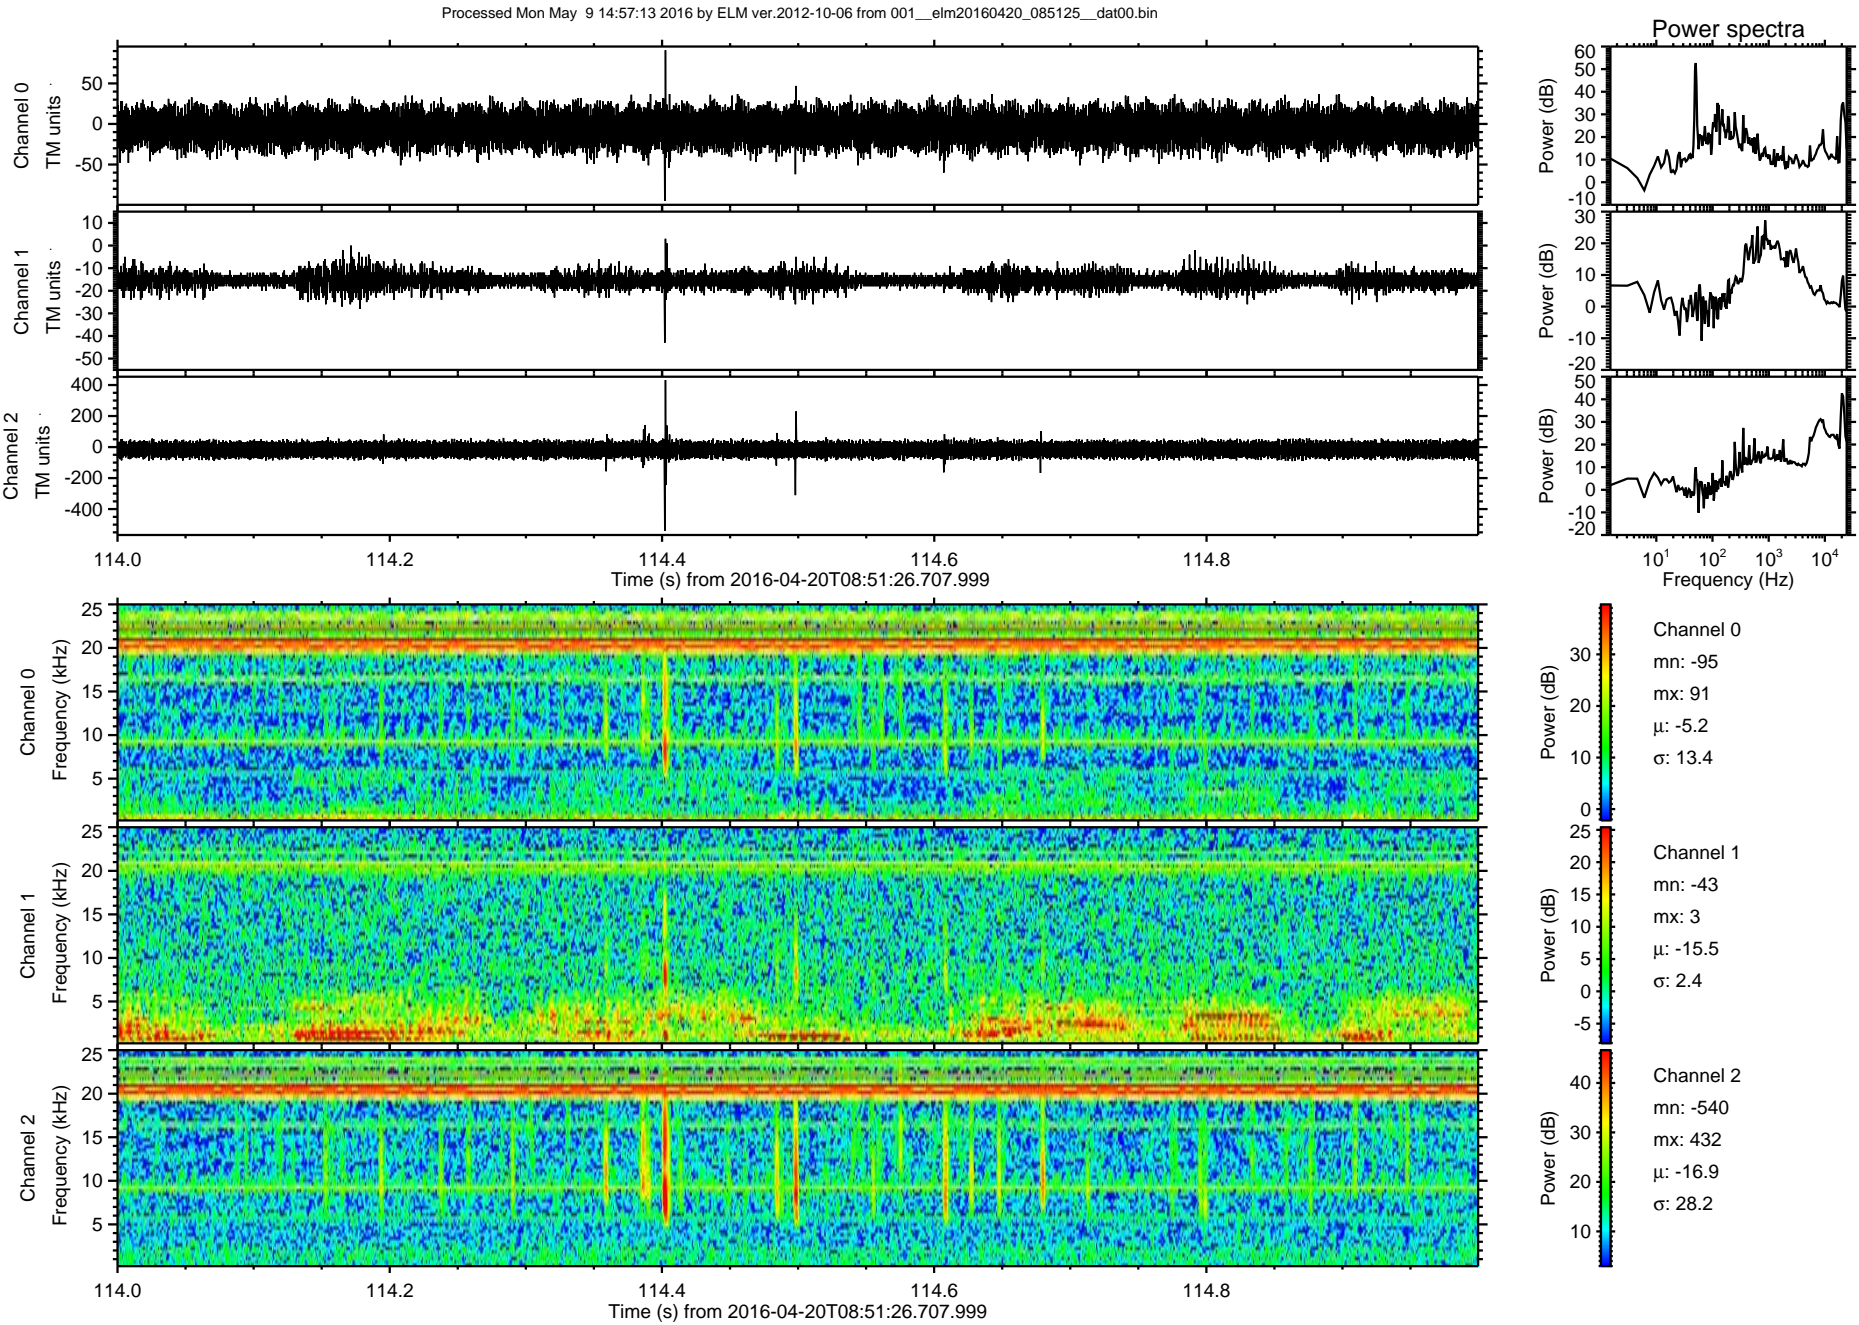 Processed Mon May  9 14:57:13 2016 by ELM ver.2012-10-06 from 001__elm20160420_085125__dat00.bin
Power spectra
Channel 0
TM units
50
0
-50
Power (dB)
60
50
40
30
20
10
0
-10
Channel 1
TM units
10
0
-10
-20
-30
-40
-50
Power (dB)
30
20
10
0
-10
-20
Channel 2
TM units
400
200
0
-200
-400
Power (dB)
50
40
30
20
10
0
-10
-20
114.0 114.2 114.4 114.6 114.8
Time (s) from 2016-04-20T08:51:26.707.999
10^1 10^2 10^3 10^4
Frequency (Hz)
Channel 0
Frequency (kHz)
25
20
15
10
5
Power (dB)
30
20
10
0
Channel 0
mn: -95
mx: 91
μ: -5.2
σ: 13.4
Channel 1
Frequency (kHz)
25
20
15
10
5
Power (dB)
25
20
15
10
5
0
-5
Channel 1
mn: -43
mx: 3
μ: -15.5
σ: 2.4
Channel 2
Frequency (kHz)
25
20
15
10
5
Power (dB)
40
30
20
10
Channel 2
mn: -540
mx: 432
μ: -16.9
σ: 28.2
114.0 114.2 114.4 114.6 114.8
Time (s) from 2016-04-20T08:51:26.707.999